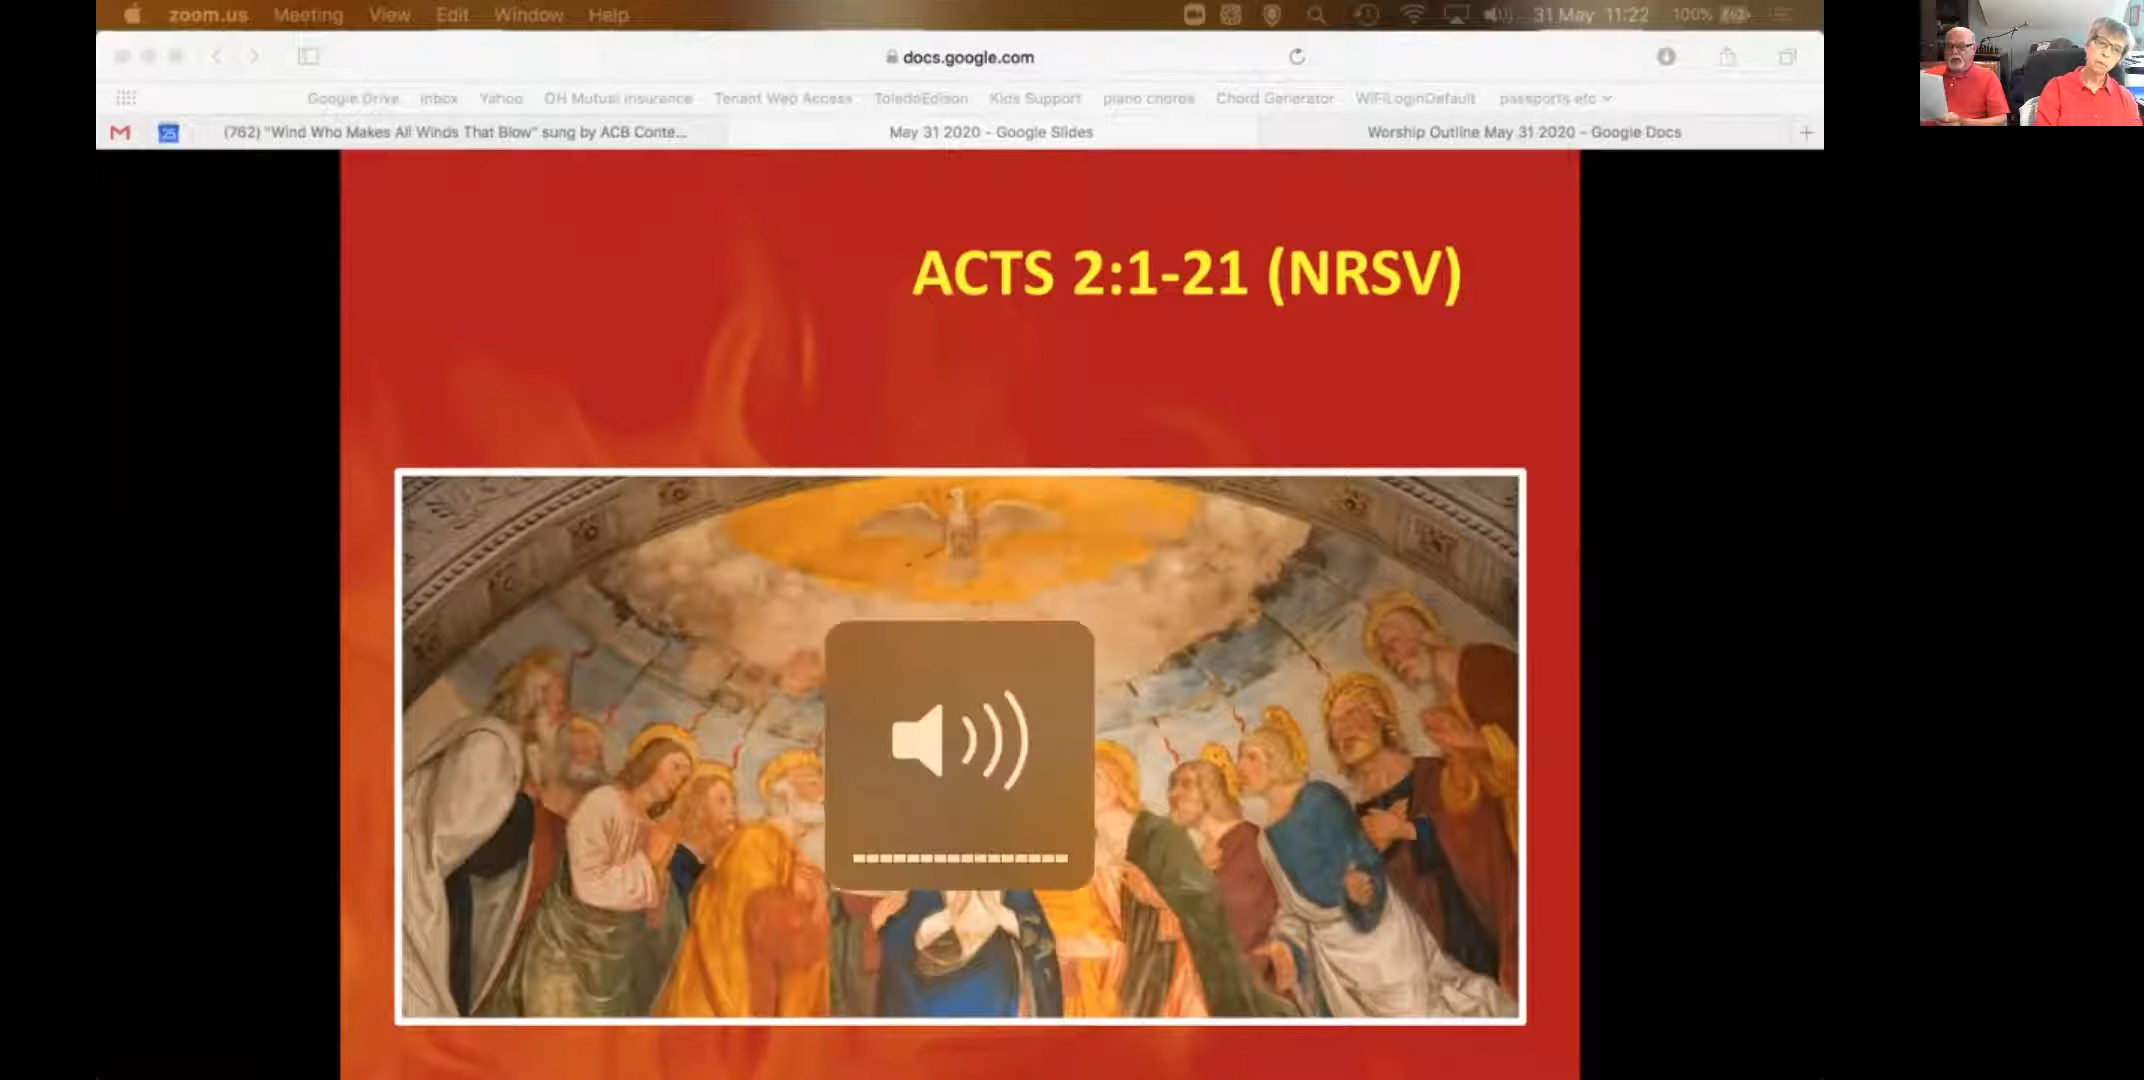 zoom.us Meeting View Edit Window Help 31 May 11:22 100%
docs.google.com
Google Drive Inbox Yahoo OH Mutual Insurance Tenant Web Access ToledoEdison Kids Support piano chords Chord Generator WiFiLoginDefault passports etc
25 (762) "Wind Who Makes All Winds That Blow" sung by ACB Conte... May 31 2020 - Google Slides Worship Outline May 31 2020 - Google Docs
ACTS 2:1-21 (NRSV)